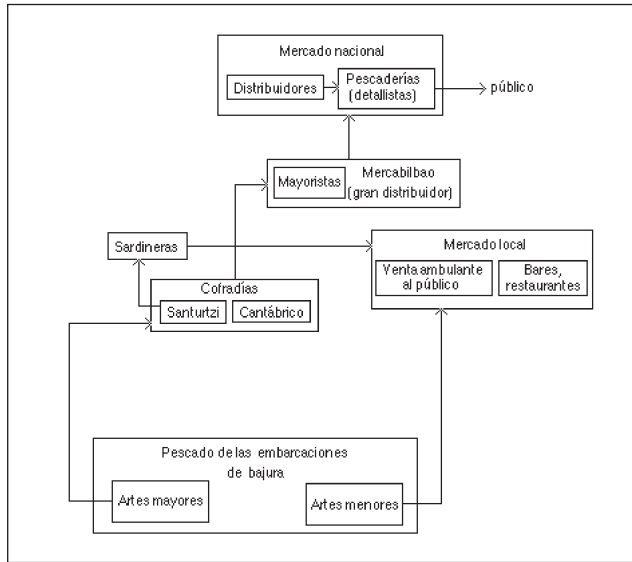 Mercado nacional
Distribuidores
Pescaderías
(detallistas)
público
Mayoristas
Mercabilbao
(gran distribuidor)
Sardineras
Mercado local
Venta ambulante
al público
Bares,
restaurantes
Cofradías
Santurtzi
Cantábrico
Pescado de las embarcaciones
de bajura
Artes mayores
Artes menores